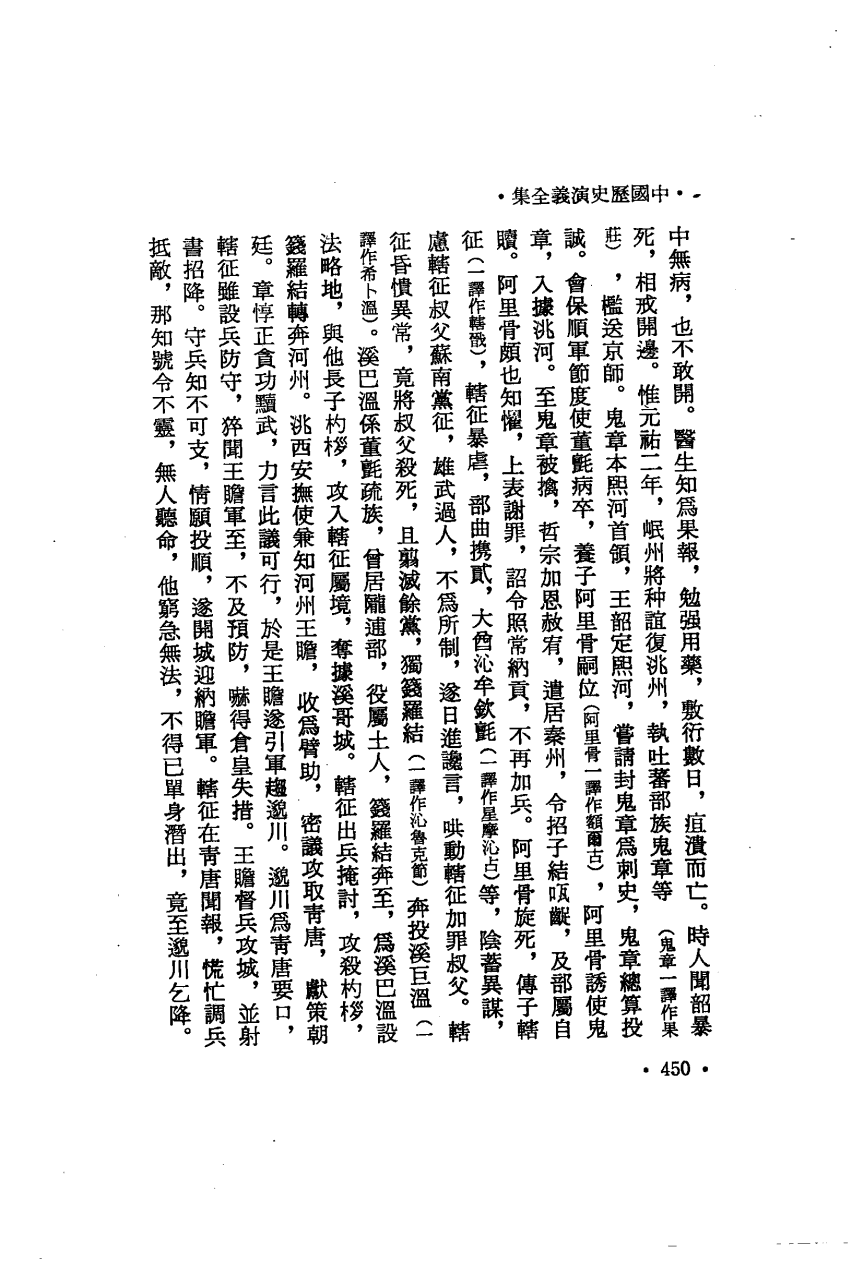 ・中國歷史演義全集・
中無病，也不敢開。醫生知爲果報，勉强用藥，敷衍數日，疽潰而亡。時人聞韶暴
死，相戒開邊。惟元祐二年，岷州將种誼復洮州，執吐蕃部族鬼章等（鬼章一譯作果
莊），檻送京師。鬼章本熙河首領，王韶定熙河，嘗請封鬼章爲刺史，鬼章總算投
誠。會保順軍節度使董氈病卒，養子阿里骨嗣位（阿里骨一譯作額爾古），阿里骨誘使鬼
章，入據洮河。至鬼章被擒，哲宗加恩赦宥，遣居秦州，令招子結㕰齪，及部屬自
贖。阿里骨頗也知懼，上表謝罪，詔令照常納貢，不再加兵。阿里骨旋死，傳子轄
征（一譯作轄戩），轄征暴虐，部曲携貳，大酋沁牟欽氈（一譯作星摩沁占）等，陰蓄異謀，
慮轄征叔父蘇南黨征，雄武過人，不爲所制，遂日進讒言，哄動轄征加罪叔父。轄
征昏憒異常，竟將叔父殺死，且翦滅餘黨，獨籛羅結（一譯作沁魯克節）奔投溪巨溫（一
譯作希卜溫）。溪巴溫係董氈疏族，曾居隴逋部，役屬土人，籛羅結奔至，爲溪巴溫設
法略地，與他長子杓拶，攻入轄征屬境，奪據溪哥城。轄征出兵掩討，攻殺杓拶，
籛羅結轉奔河州。洮西安撫使兼知河州王贍，收爲臂助，密議攻取靑唐，獻策朝
廷。章惇正貪功黷武，力言此議可行，於是王贍遂引軍趨邈川。邈川爲靑唐要口，
轄征雖設兵防守，猝聞王贍軍至，不及預防，嚇得倉皇失措。王贍督兵攻城，並射
書招降。守兵知不可支，情願投順，遂開城迎納贍軍。轄征在靑唐聞報，慌忙調兵
抵敵，那知號令不靈，無人聽命，他窮急無法，不得已單身潛出，竟至邈川乞降。
・450・